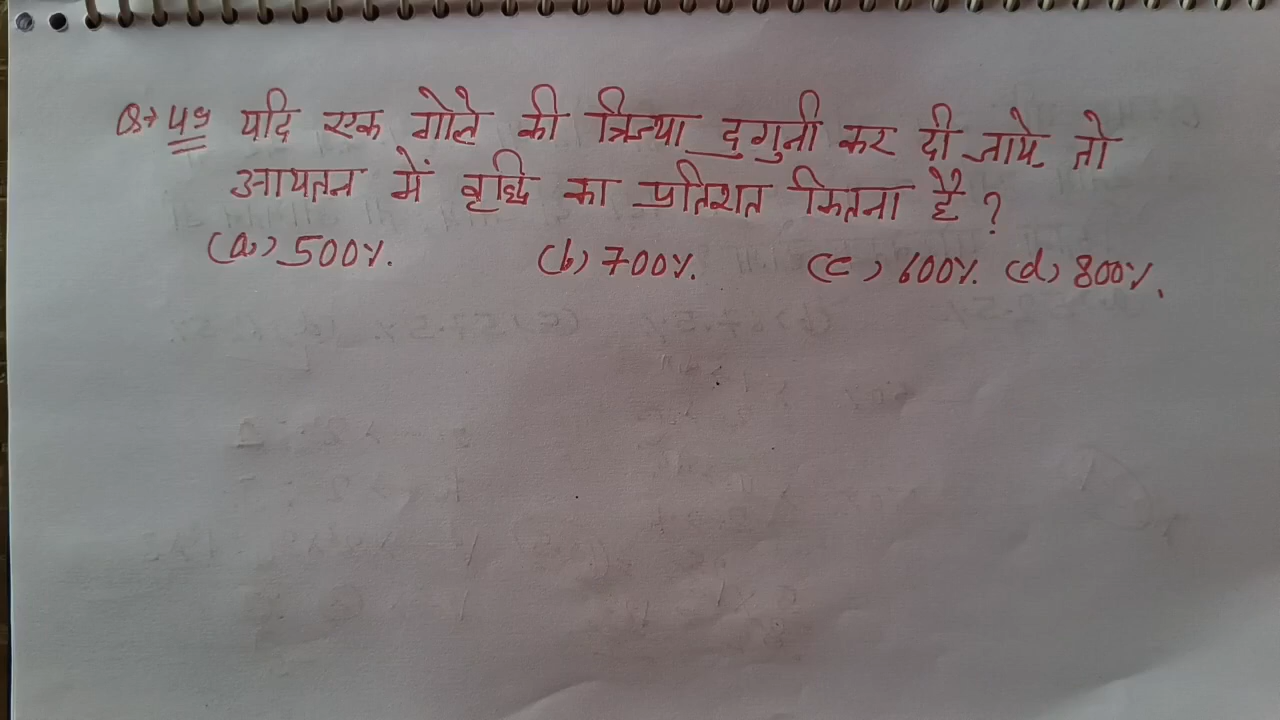 Q→ 49 यदि एक गोले की त्रिज्या दुगुनी कर दी जाये तो
आयतन में वृद्धि का प्रतिशत कितना है ?
(a) 500%. (b) 700%. (c) 600%. (d) 800%.